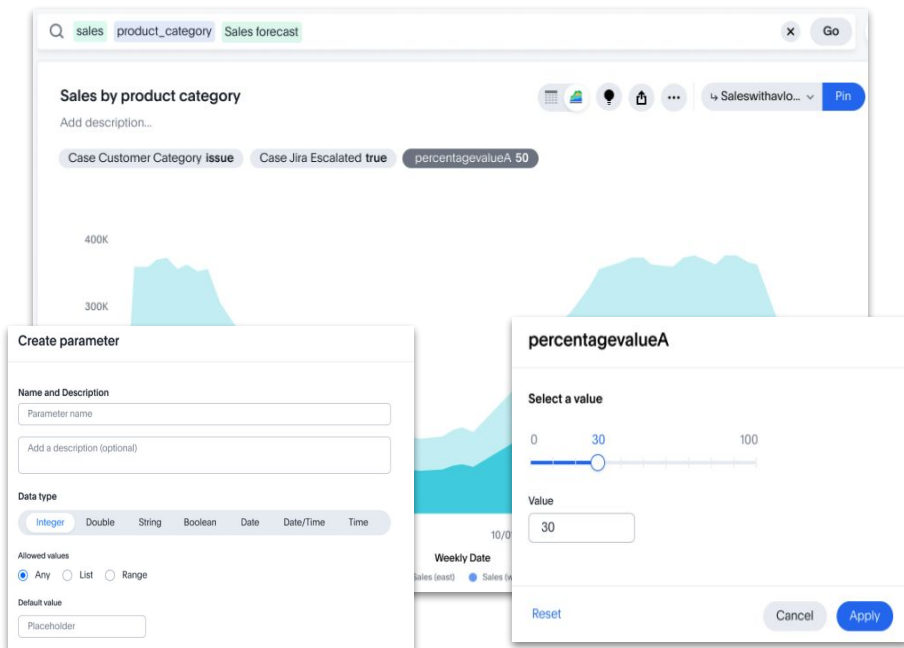 sales product_category Sales forecast × Go
Sales by product category
Saleswithavlo... Pin
Add description...
Case Customer Category issue Case Jira Escalated true percentagevalueA 50
400K
300K
10/0
Weekly Date
Sales (east) Sales (w
Create parameter
Name and Description
Parameter name
Add a description (optional)
Data type
Integer Double String Boolean Date Date/Time Time
Allowed values
Any List Range
Default value
Placeholder
percentagevalueA
Select a value
0 30 100
Value
30
Reset Cancel Apply